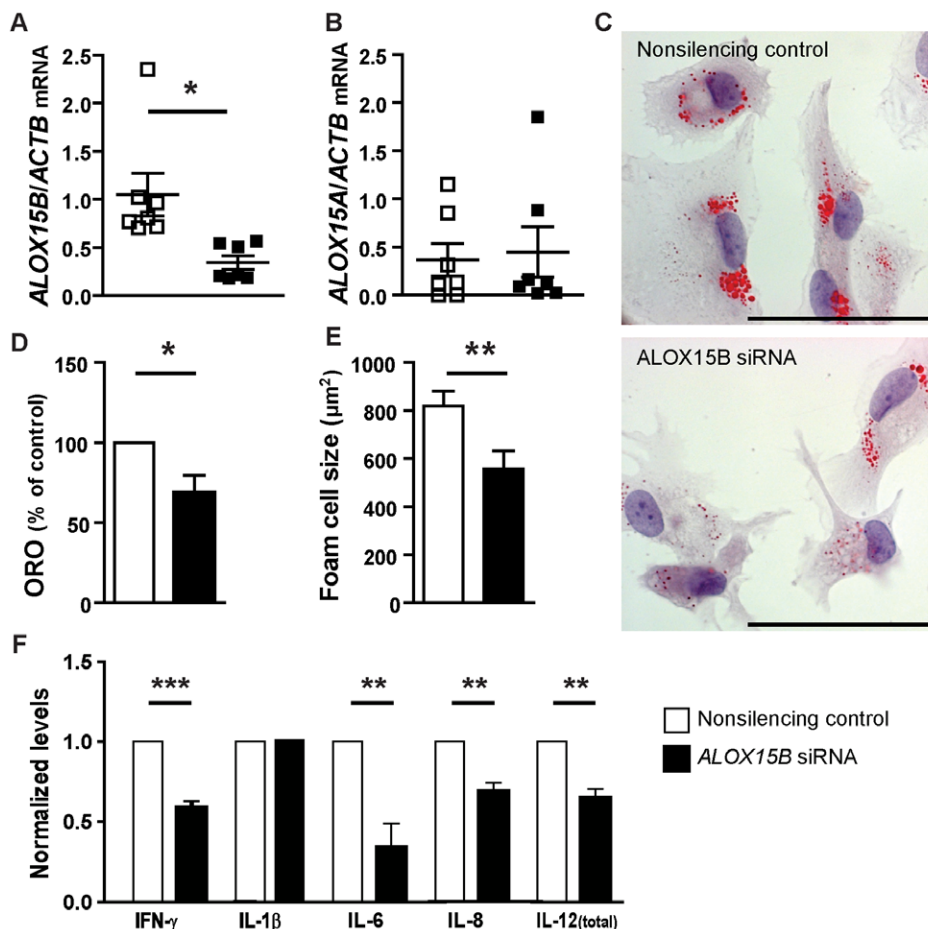 A
ALOX15B/ACTB mRNA
2.5
2.0
1.5
1.0
0.5
0.0
*
B
ALOX15A/ACTB mRNA
2.5
2.0
1.5
1.0
0.5
0.0
C
Nonsilencing control
ALOX15B siRNA
D
ORO (% of control)
150
100
50
0
*
E
Foam cell size (µm²)
1000
800
600
400
200
0
**
F
Normalized levels
1.5
1.0
0.5
0.0
***
**
**
**
IFN-γ
IL-1β
IL-6
IL-8
IL-12(total)
Nonsilencing control
ALOX15B siRNA